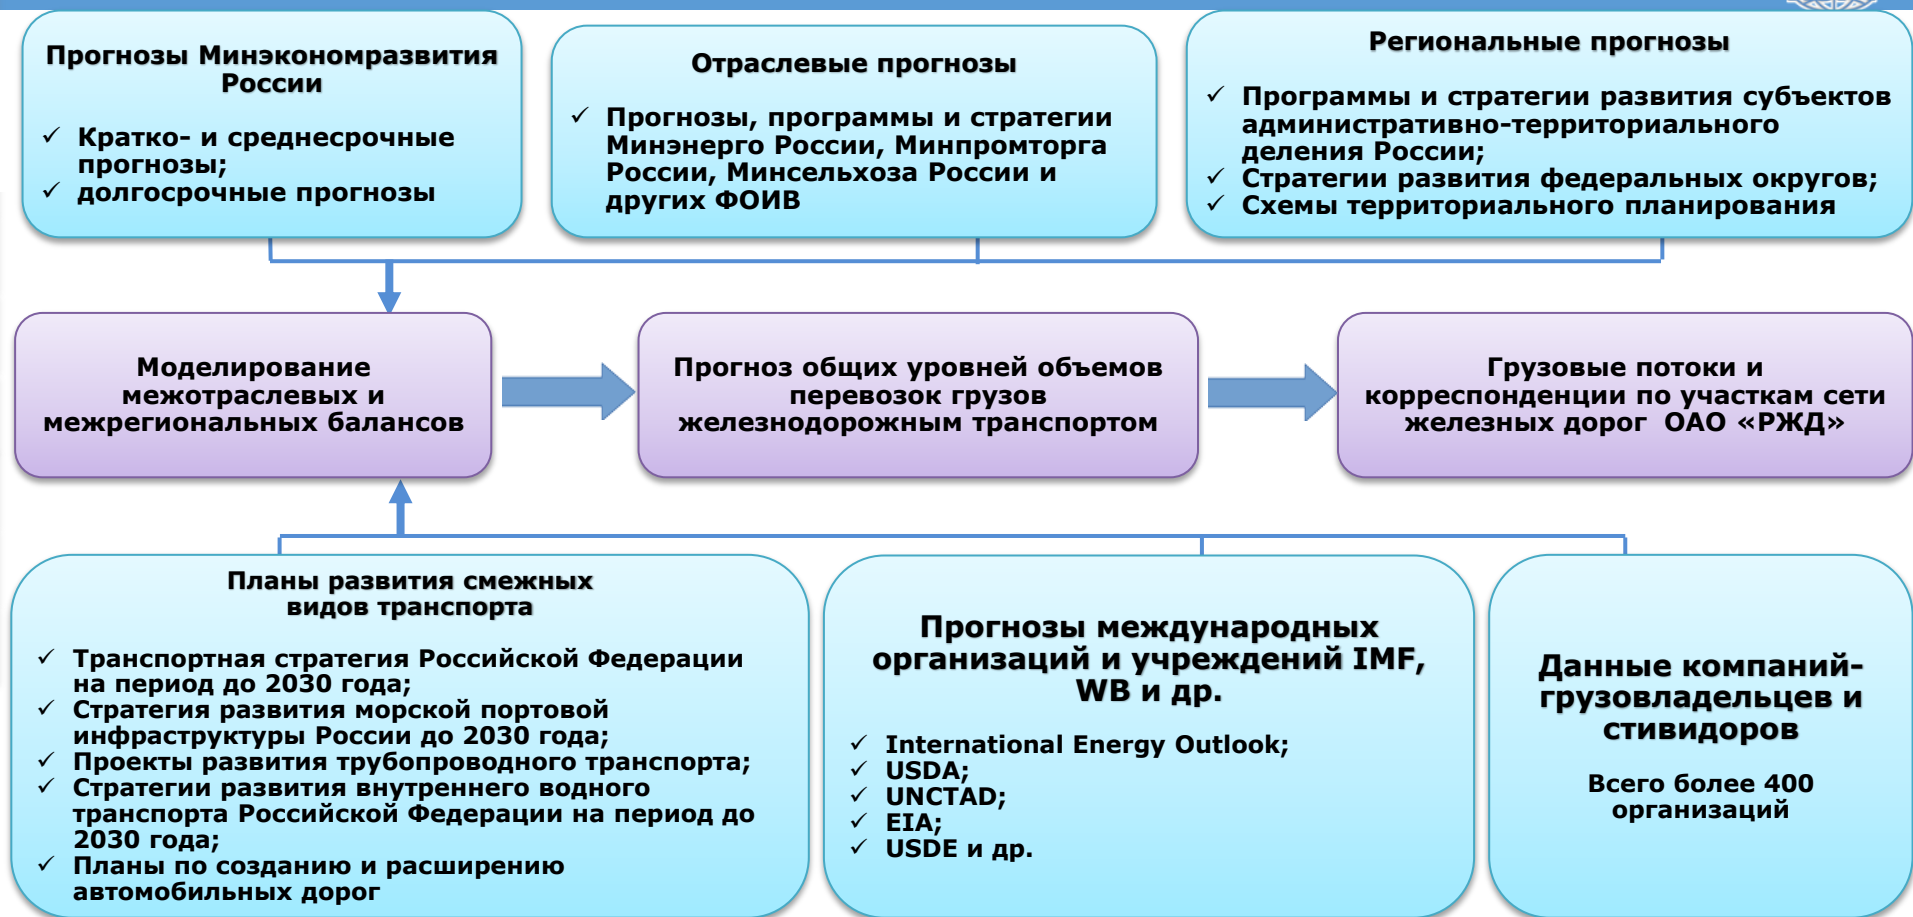 Прогнозы Минэкономразвития
России
✓ Кратко- и среднесрочные
прогнозы;
✓ долгосрочные прогнозы
Отраслевые прогнозы
✓ Прогнозы, программы и стратегии
Минэнерго России, Минпромторга
России, Минсельхоза России и
других ФОИВ
Региональные прогнозы
✓ Программы и стратегии развития субъектов
административно-территориального
деления России;
✓ Стратегии развития федеральных округов;
✓ Схемы территориального планирования
Моделирование
межотраслевых и
межрегиональных балансов
Прогноз общих уровней объемов
перевозок грузов
железнодорожным транспортом
Грузовые потоки и
корреспонденции по участкам сети
железных дорог ОАО «РЖД»
Планы развития смежных
видов транспорта
✓ Транспортная стратегия Российской Федерации
на период до 2030 года;
✓ Стратегия развития морской портовой
инфраструктуры России до 2030 года;
✓ Проекты развития трубопроводного транспорта;
✓ Стратегии развития внутреннего водного
транспорта Российской Федерации на период до
2030 года;
✓ Планы по созданию и расширению
автомобильных дорог
Прогнозы международных
организаций и учреждений IMF,
WB и др.
✓ International Energy Outlook;
✓ USDA;
✓ UNCTAD;
✓ EIA;
✓ USDE и др.
Данные компаний-
грузовладельцев и
стивидоров
Всего более 400
организаций